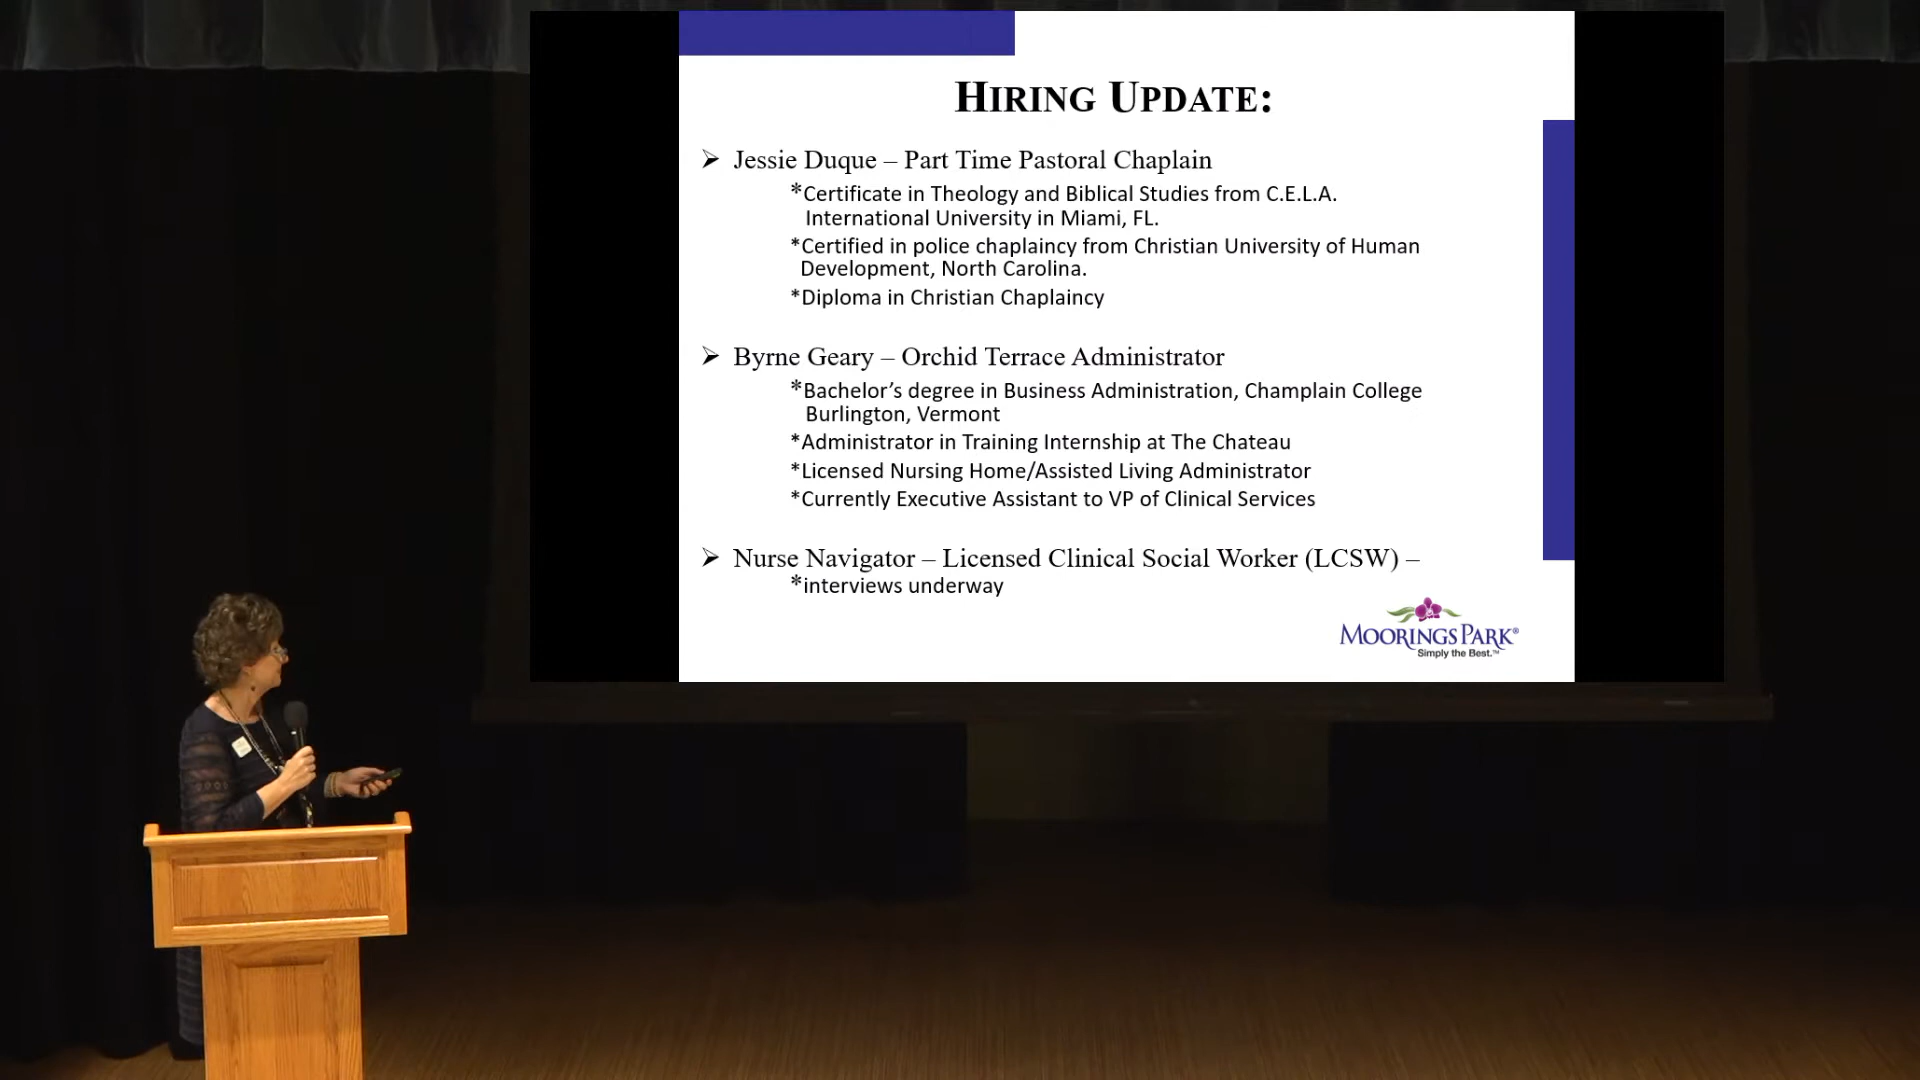 HIRING UPDATE:
➢ Jessie Duque – Part Time Pastoral Chaplain
*Certificate in Theology and Biblical Studies from C.E.L.A.
International University in Miami, FL.
*Certified in police chaplaincy from Christian University of Human
Development, North Carolina.
*Diploma in Christian Chaplaincy
➢ Byrne Geary – Orchid Terrace Administrator
*Bachelor’s degree in Business Administration, Champlain College
Burlington, Vermont
*Administrator in Training Internship at The Chateau
*Licensed Nursing Home/Assisted Living Administrator
*Currently Executive Assistant to VP of Clinical Services
➢ Nurse Navigator – Licensed Clinical Social Worker (LCSW) –
*interviews underway
MOORINGS PARK®
Simply the Best.™